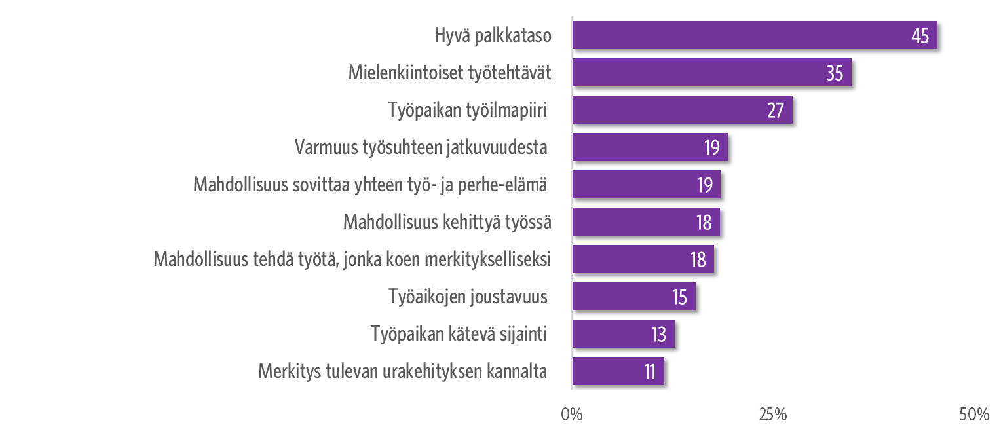 Hyvä palkkataso 45
Mielenkiintoiset työtehtävät 35
Työpaikan työilmapiiri 27
Varmuus työsuhteen jatkuvuudesta 19
Mahdollisuus sovittaa yhteen työ- ja perhe-elämä 19
Mahdollisuus kehittyä työssä 18
Mahdollisuus tehdä työtä, jonka koen merkitykselliseksi 18
Työaikojen joustavuus 15
Työpaikan kätevä sijainti 13
Merkitys tulevan urakehityksen kannalta 11
0% 25% 50%